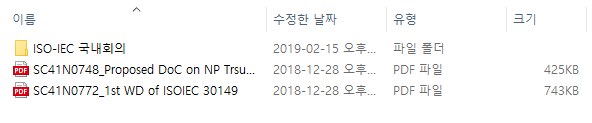 이름 수정한 날짜 유형 크기
ISO-IEC 국내회의 2019-02-15 오후... 파일 폴더
SC41N0748_Proposed DoC on NP Trsu... 2018-12-28 오후... PDF 파일 425KB
SC41N0772_1st WD of ISOIEC 30149 2018-12-28 오후... PDF 파일 743KB